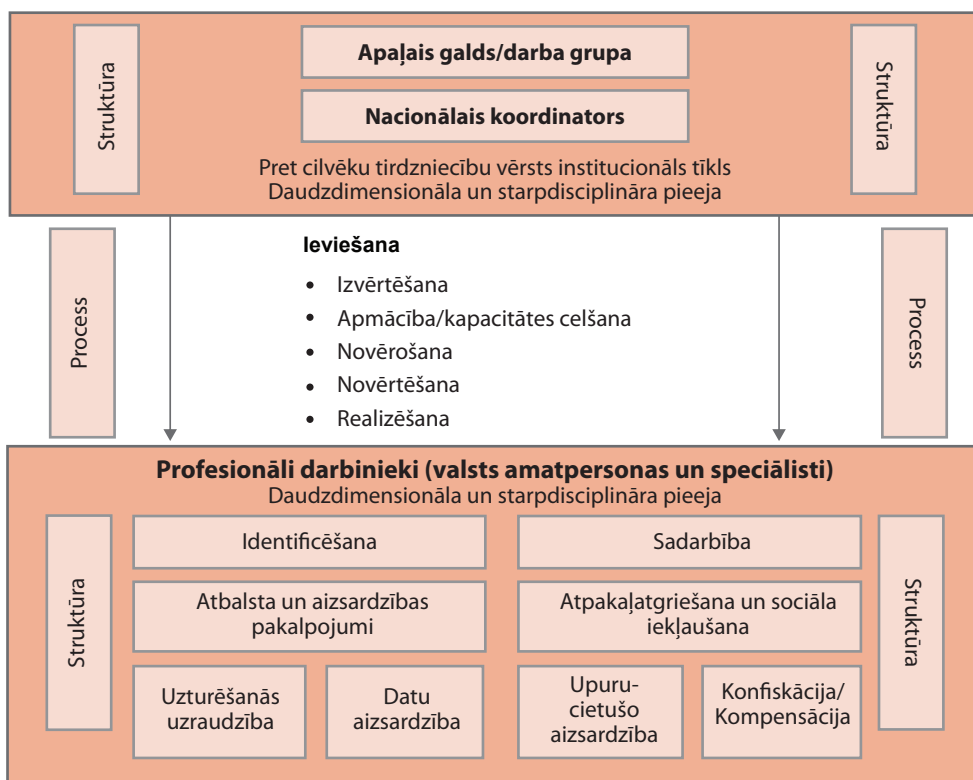 Struktūra
Apaļais galds/darba grupa
Nacionālais koordinators
Struktūra
Pret cilvēku tirdzniecību vērsts institucionāls tīkls
Daudzdimensionāla un starpdisciplināra pieeja
Process
Ieviešana
• Izvērtēšana
• Apmācība/kapacitātes celšana
• Novērošana
• Novērtēšana
• Realizēšana
Process
Profesionāli darbinieki (valsts amatpersonas un speciālisti)
Daudzdimensionāla un starpdisciplināra pieeja
Struktūra
Identificēšana
Sadarbība
Atbalsta un aizsardzības
pakalpojumi
Atpakaļatgriešana un sociāla
iekļaušana
Uzturēšanās
uzraudzība
Datu
aizsardzība
Upuru-
cietušo
aizsardzība
Konfiskācija/
Kompensācija
Struktūra